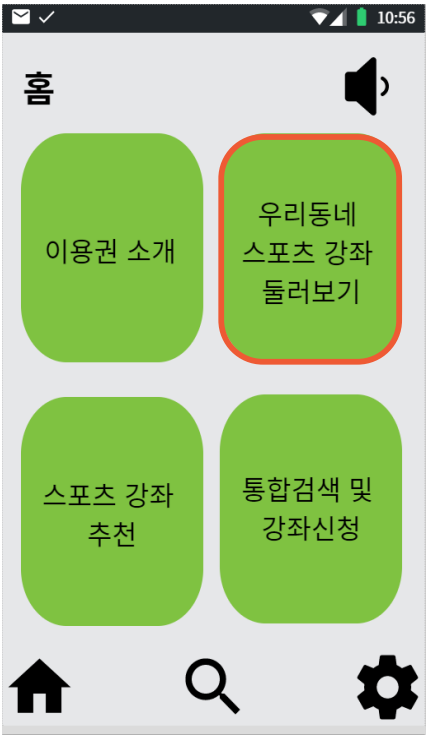 10:56
홈
이용권 소개
우리동네
스포츠 강좌
둘러보기
스포츠 강좌
추천
통합검색 및
강좌신청